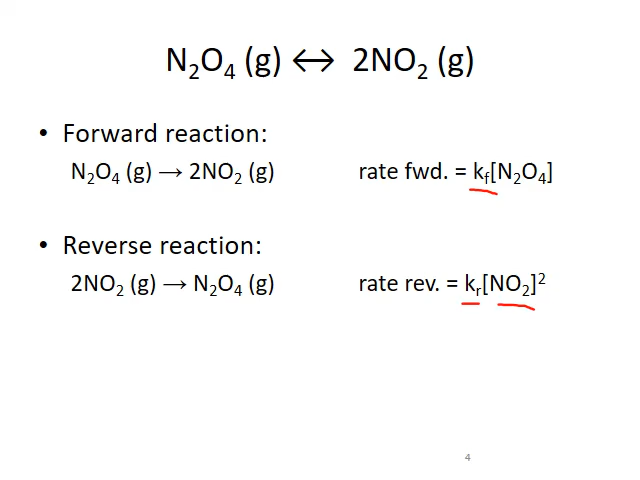 N₂O₄ (g) ↔ 2NO₂ (g)
• Forward reaction:
N₂O₄ (g) → 2NO₂ (g) rate fwd. = k_f[N₂O₄]
• Reverse reaction:
2NO₂ (g) → N₂O₄ (g) rate rev. = kᵣ[NO₂]²
4